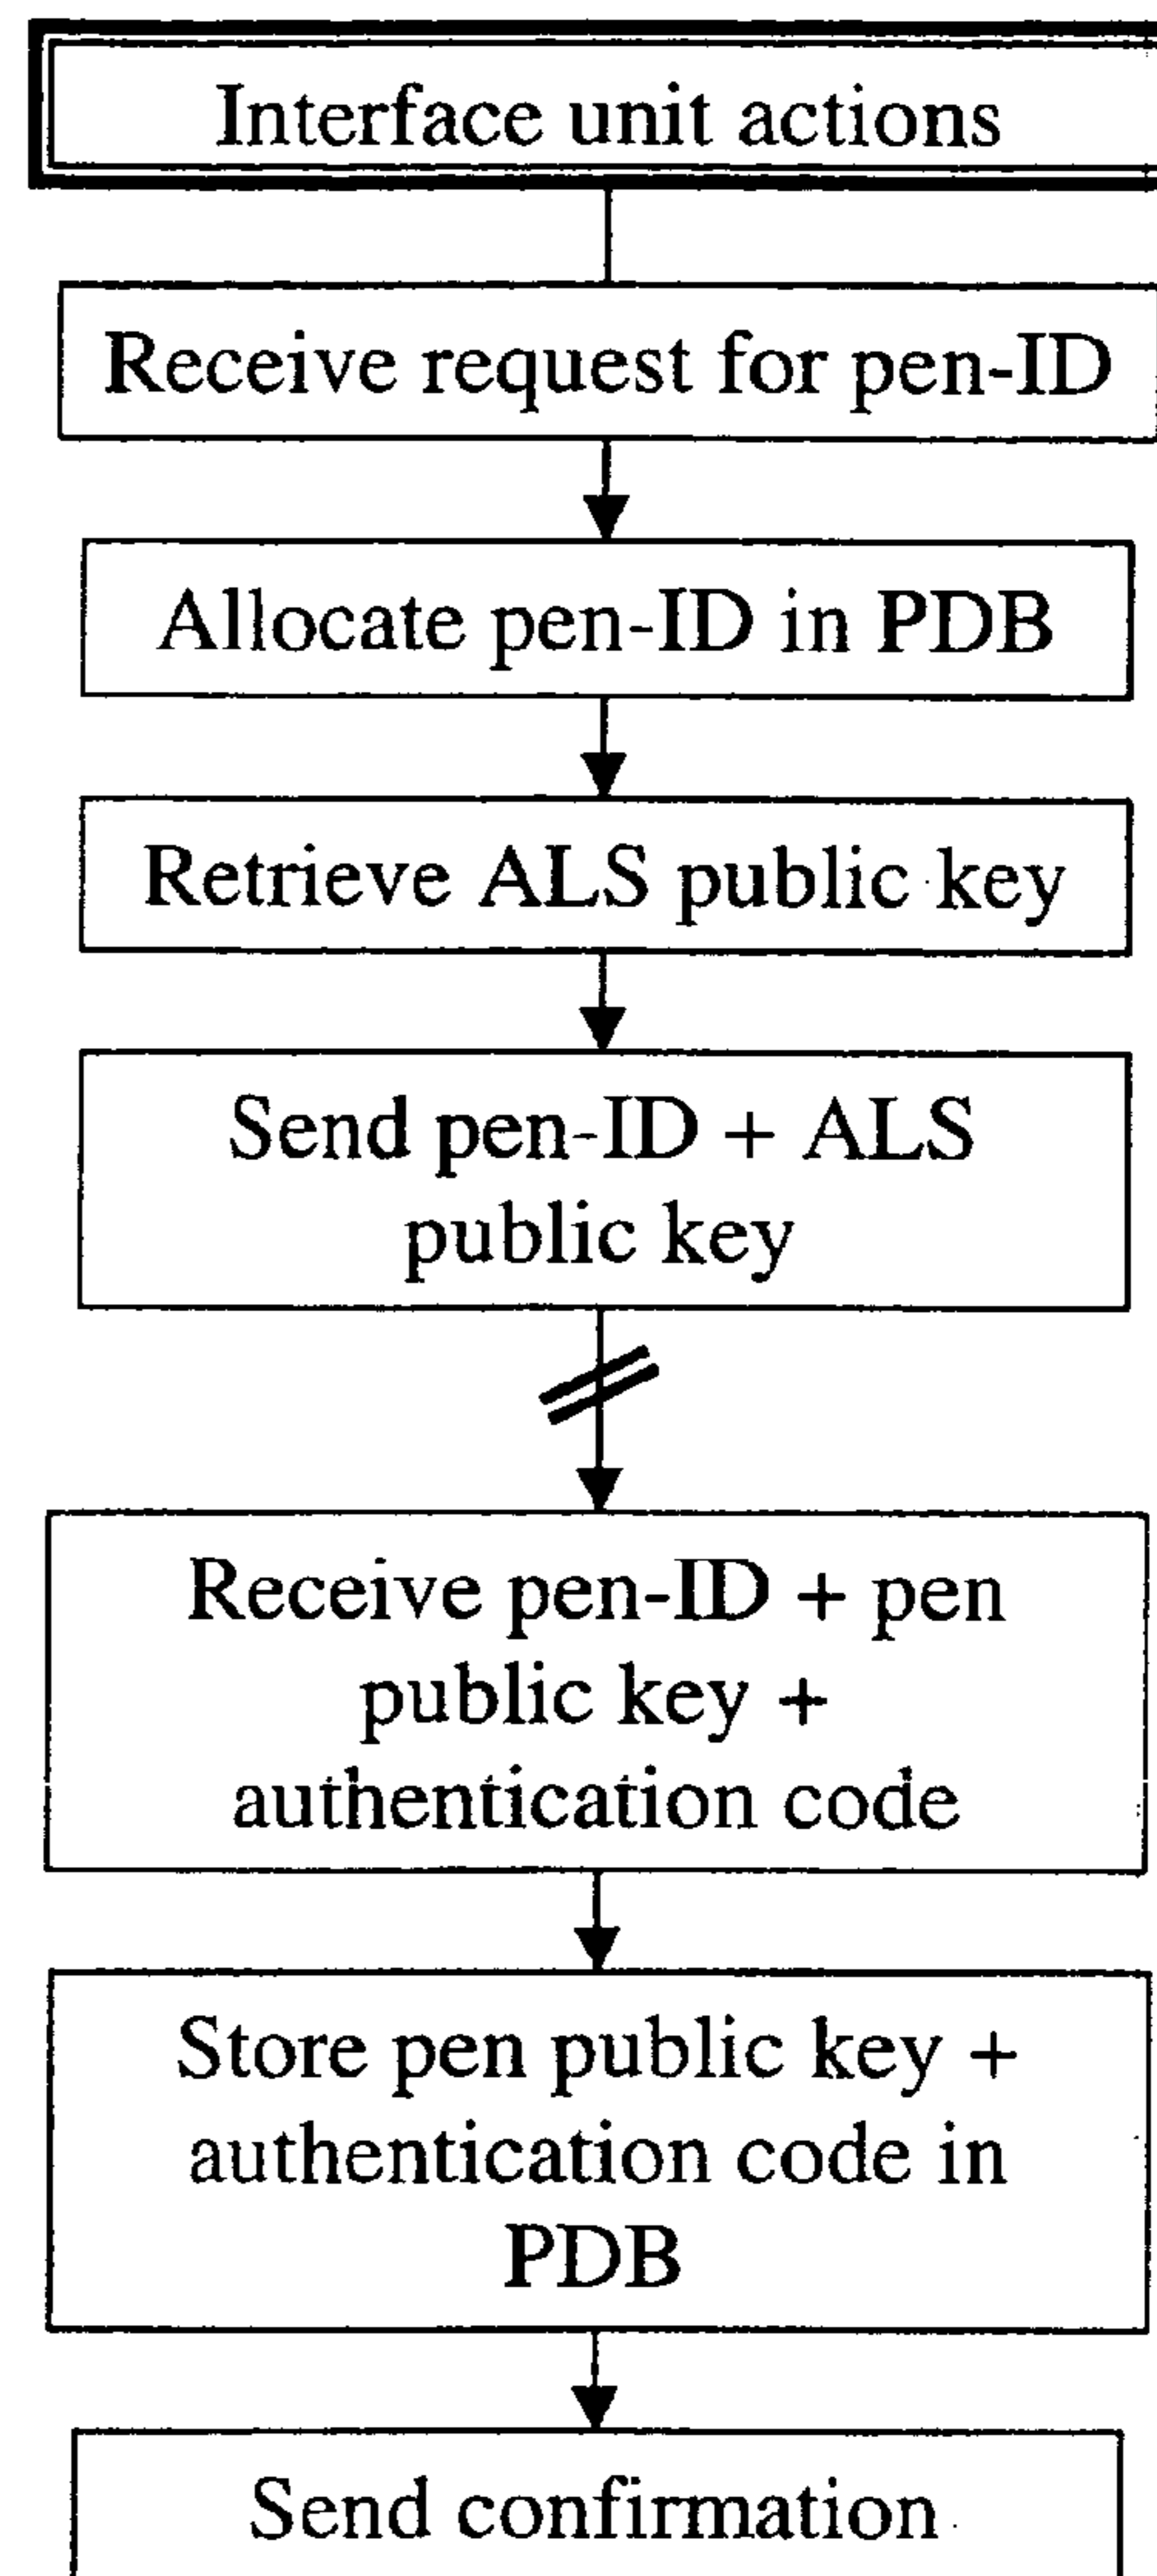 Interface unit actions
Receive request for pen-ID
Allocate pen-ID in PDB
Retrieve ALS public key
Send pen-ID + ALS
public key
Receive pen-ID + pen
public key +
authentication code
Store pen public key +
authentication code in
PDB
Send confirmation